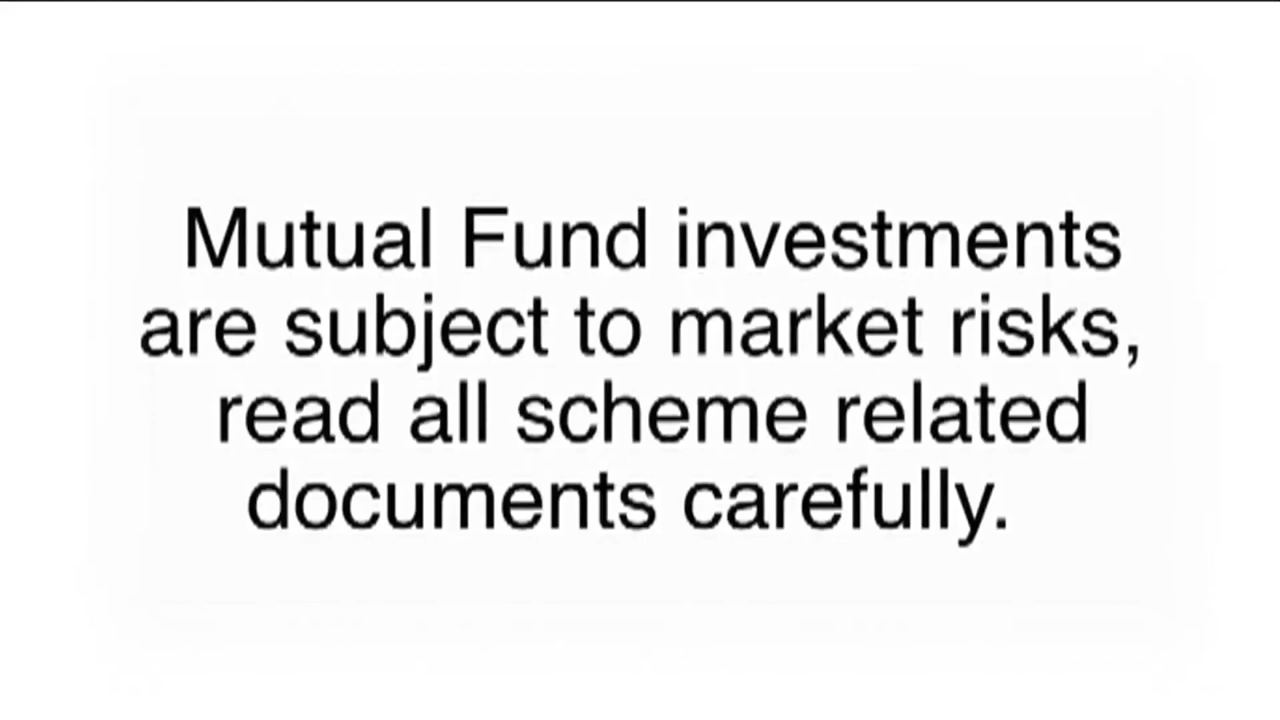 Mutual Fund investments
are subject to market risks,
read all scheme related
documents carefully.